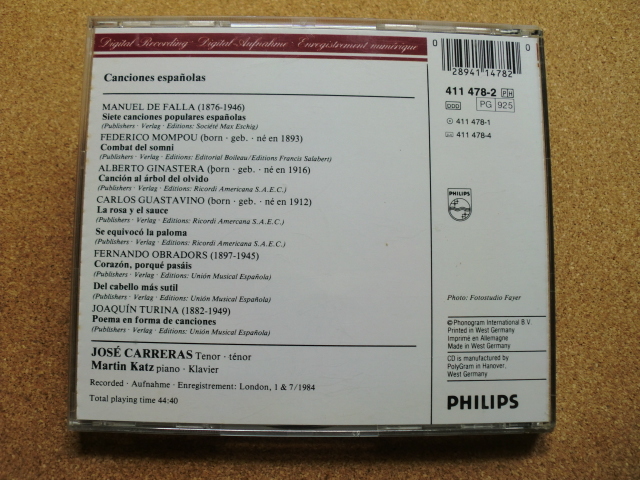 Digital Recording · Digital Aufnahme · Enregistrement numérique
Canciones españolas
MANUEL DE FALLA (1876-1946)
Siete canciones populares españolas
(Publishers · Verlag · Editions: Société Max Eschig)
FEDERICO MOMPOU (born · geb. · né en 1893)
Combat del somni
(Publishers · Verlag · Editions: Editorial Boileau/Editions Francis Salabert)
ALBERTO GINASTERA (born · geb. · né en 1916)
Canción al árbol del olvido
(Publishers · Verlag · Editions: Ricordi Americana S.A.E.C.)
CARLOS GUASTAVINO (born · geb. · né en 1912)
La rosa y el sauce
(Publishers · Verlag · Editions: Ricordi Amercana S.A.E.C.)
Se equivocó la paloma
(Publishers · Verlag · Editions: Ricordi Americana S.A.E.C.)
FERNANDO OBRADORS (1897-1945)
Corazón, porqué pasáis
(Publishers · Verlag · Editions: Unión Musical Española)
Del cabello más sutil
(Publishers · Verlag · Editions: Unión Musical Española)
JOAQUÍN TURINA (1882-1949)
Poema en forma de canciones
(Publishers · Verlag · Editions: Unión Musical Española)
JOSÉ CARRERAS Tenor · ténor
Martin Katz piano · Klavier
Recorded · Aufnahme · Enregistrement: London, 1 & 7/1984
Total playing time 44:40
0 28941 14782 0
411 478-2 PH
DDD PG 925
411 478-1
411 478-4
PHILIPS
Photo: Fotostudio Fayer
℗ Phonogram International B.V.
Printed in West Germany
Imprimé en Allemagne
Made in West Germany
CD is manufactured by
PolyGram in Hanover,
West Germany
PHILIPS